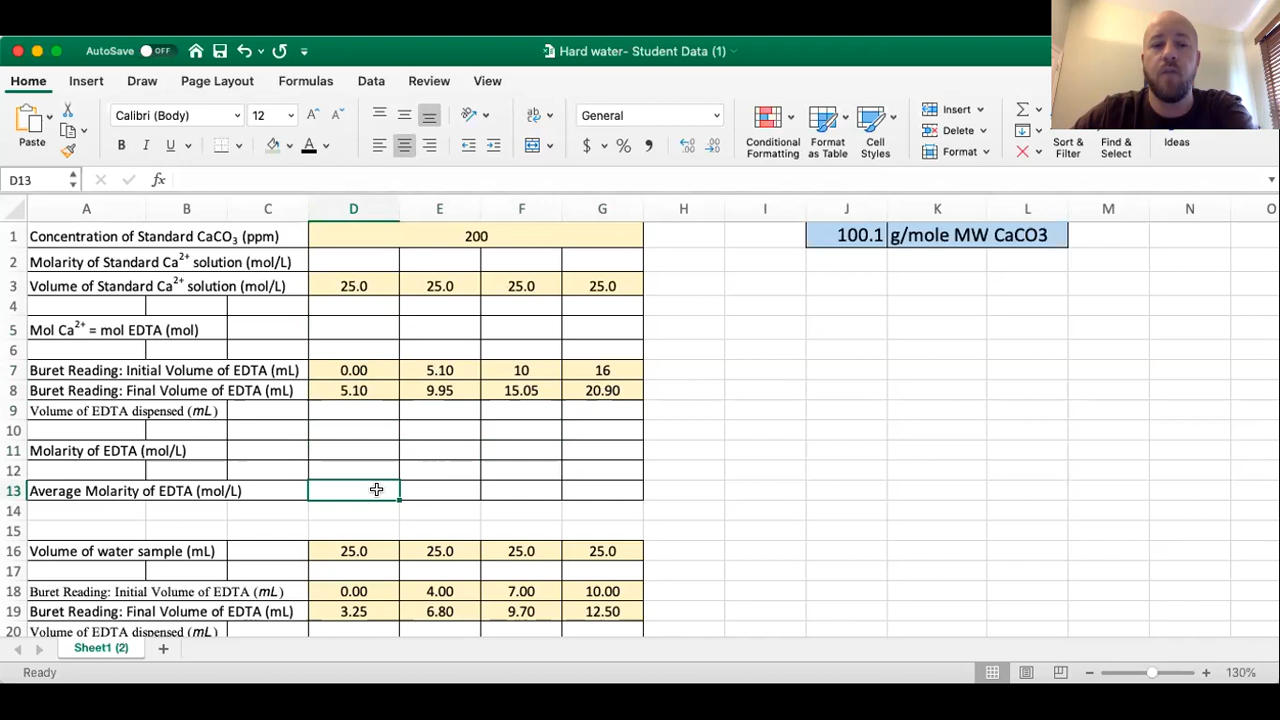 AutoSave OFF
Hard water- Student Data (1)
Home Insert Draw Page Layout Formulas Data Review View
Paste
Calibri (Body) 12
B I U
General
$ %
Conditional Formatting
Format as Table
Cell Styles
Insert
Delete
Format
Sort & Filter
Find & Select
Ideas
D13 fx
A B C D E F G H I J K L M N O
1 Concentration of Standard CaCO3 (ppm) 200 100.1 g/mole MW CaCO3
2 Molarity of Standard Ca2+ solution (mol/L)
3 Volume of Standard Ca2+ solution (mol/L) 25.0 25.0 25.0 25.0
4
5 Mol Ca2+ = mol EDTA (mol)
6
7 Buret Reading: Initial Volume of EDTA (mL) 0.00 5.10 10 16
8 Buret Reading: Final Volume of EDTA (mL) 5.10 9.95 15.05 20.90
9 Volume of EDTA dispensed (mL)
10
11 Molarity of EDTA (mol/L)
12
13 Average Molarity of EDTA (mol/L)
14
15
16 Volume of water sample (mL) 25.0 25.0 25.0 25.0
17
18 Buret Reading: Initial Volume of EDTA (mL) 0.00 4.00 7.00 10.00
19 Buret Reading: Final Volume of EDTA (mL) 3.25 6.80 9.70 12.50
20 Volume of EDTA dispensed (mL)
Sheet1 (2)
Ready 130%